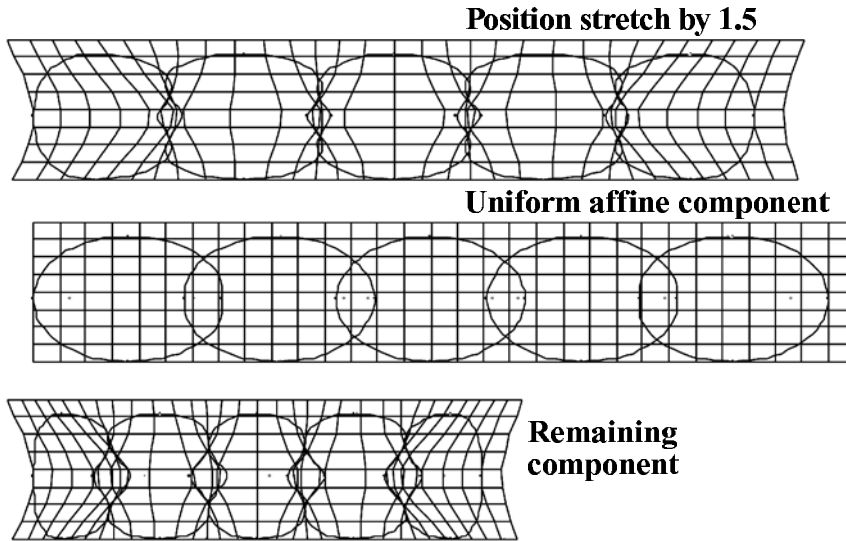 Position stretch by 1.5
Uniform affine component
Remaining
component